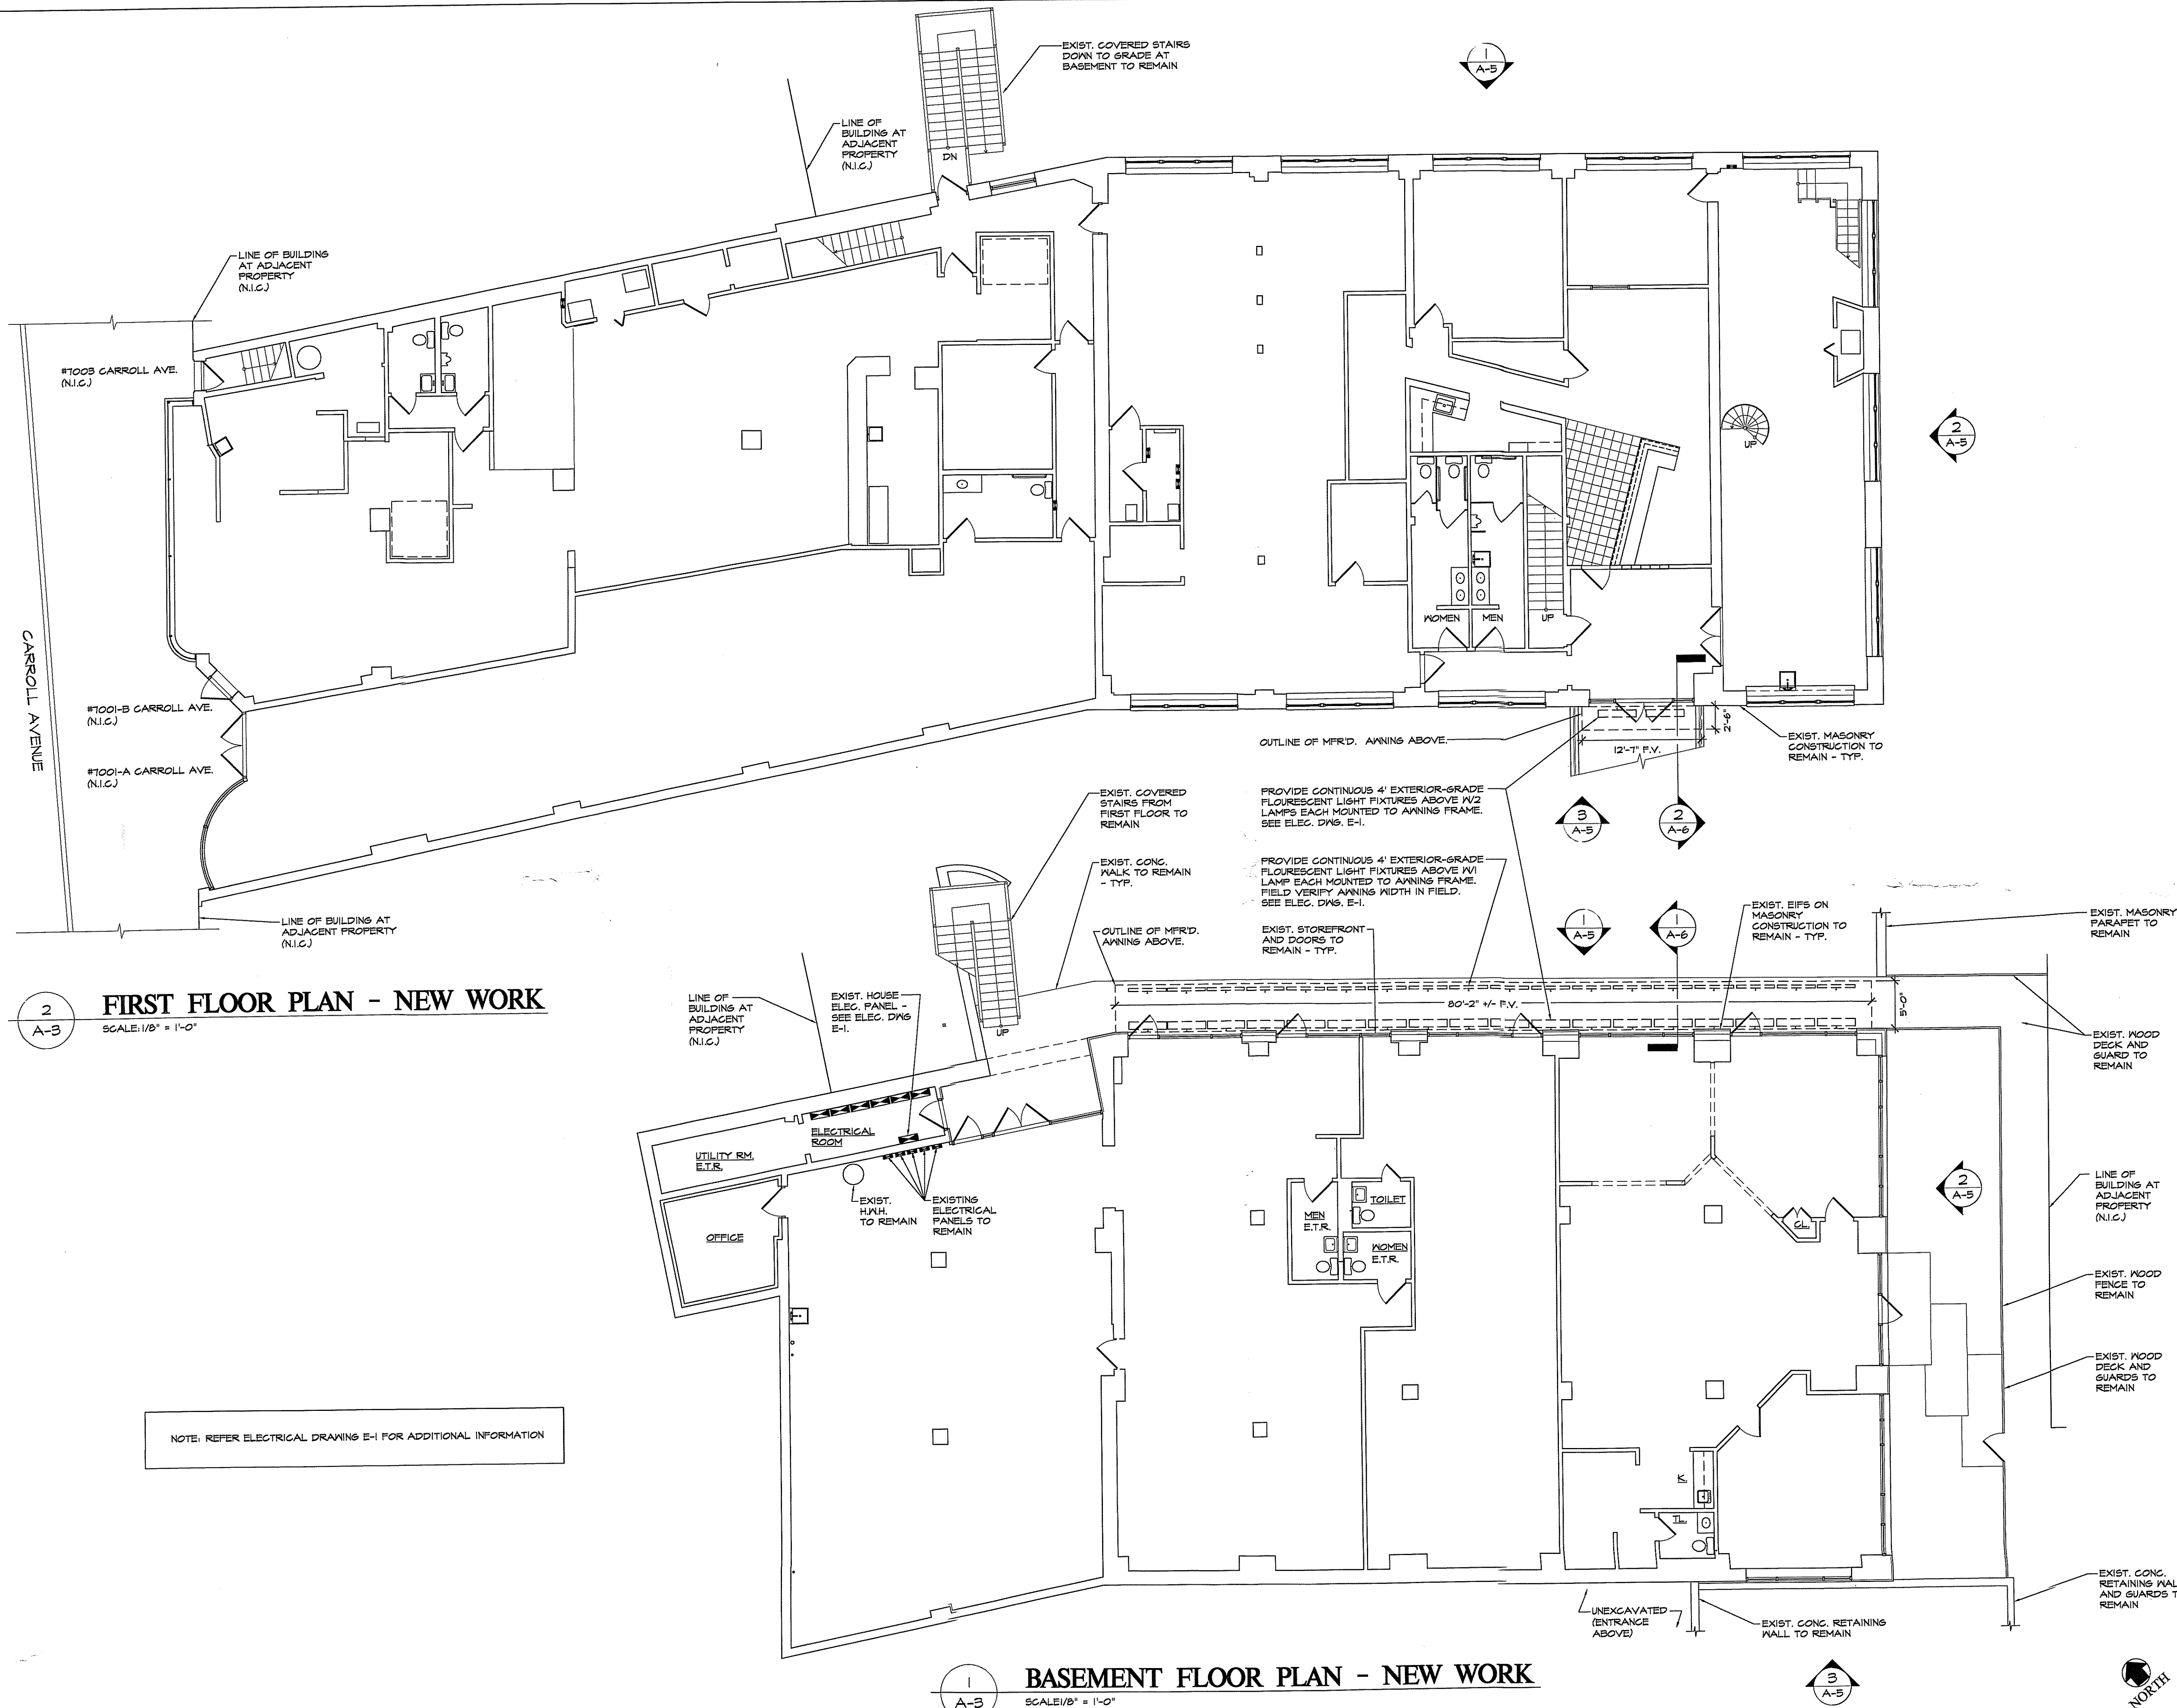 EXIST. COVERED STAIRS
DOWN TO GRADE AT
BASEMENT TO REMAIN
1
A-5
LINE OF
BUILDING AT
ADJACENT
PROPERTY
(N.I.C.)
DN
LINE OF BUILDING
AT ADJACENT
PROPERTY
(N.I.C.)
#7003 CARROLL AVE.
(N.I.C.)
2
A-5
UP
WOMEN
MEN
UP
CARROLL AVENUE
#7001-B CARROLL AVE.
(N.I.C.)
#7001-A CARROLL AVE.
(N.I.C.)
OUTLINE OF MFR'D. AWNING ABOVE.
12'-7" F.V.
2'-6"
EXIST. MASONRY
CONSTRUCTION TO
REMAIN - TYP.
3
A-5
2
A-6
EXIST. COVERED
STAIRS FROM
FIRST FLOOR TO
REMAIN
PROVIDE CONTINUOUS 4' EXTERIOR-GRADE
FLOURESCENT LIGHT FIXTURES ABOVE W/2
LAMPS EACH MOUNTED TO AWNING FRAME.
SEE ELEC. DWG. E-1.
EXIST. CONC.
WALK TO REMAIN
- TYP.
PROVIDE CONTINUOUS 4' EXTERIOR-GRADE
FLOURESCENT LIGHT FIXTURES ABOVE W/1
LAMP EACH MOUNTED TO AWNING FRAME.
FIELD VERIFY AWNING WIDTH IN FIELD.
SEE ELEC. DWG. E-1.
LINE OF BUILDING AT
ADJACENT PROPERTY
(N.I.C.)
OUTLINE OF MFR'D.
AWNING ABOVE.
EXIST. STOREFRONT
AND DOORS TO
REMAIN - TYP.
1
A-5
1
A-6
EXIST. EIFS ON
MASONRY
CONSTRUCTION TO
REMAIN - TYP.
EXIST. MASONRY
PARAPET TO
REMAIN
2
A-3
FIRST FLOOR PLAN - NEW WORK
SCALE: 1/8" = 1'-0"
LINE OF
BUILDING AT
ADJACENT
PROPERTY
(N.I.C.)
EXIST. HOUSE
ELEC. PANEL -
SEE ELEC. DWG
E-1.
UP
80'-2" +/- F.V.
5'-0"
EXIST. WOOD
DECK AND
GUARD TO
REMAIN
ELECTRICAL
ROOM
UTILITY RM.
E.T.R.
OFFICE
EXIST.
H.W.H.
TO REMAIN
EXISTING
ELECTRICAL
PANELS TO
REMAIN
MEN
E.T.R.
TOILET
WOMEN
E.T.R.
CL.
2
A-5
LINE OF
BUILDING AT
ADJACENT
PROPERTY
(N.I.C.)
EXIST. WOOD
FENCE TO
REMAIN
EXIST. WOOD
DECK AND
GUARDS TO
REMAIN
NOTE: REFER ELECTRICAL DRAWING E-1 FOR ADDITIONAL INFORMATION
K.
TL.
UNEXCAVATED
(ENTRANCE
ABOVE)
EXIST. CONC. RETAINING
WALL TO REMAIN
EXIST. CONC.
RETAINING WAL
AND GUARDS T
REMAIN
1
A-3
BASEMENT FLOOR PLAN - NEW WORK
SCALE1/8" = 1'-0"
3
A-5
NORTH